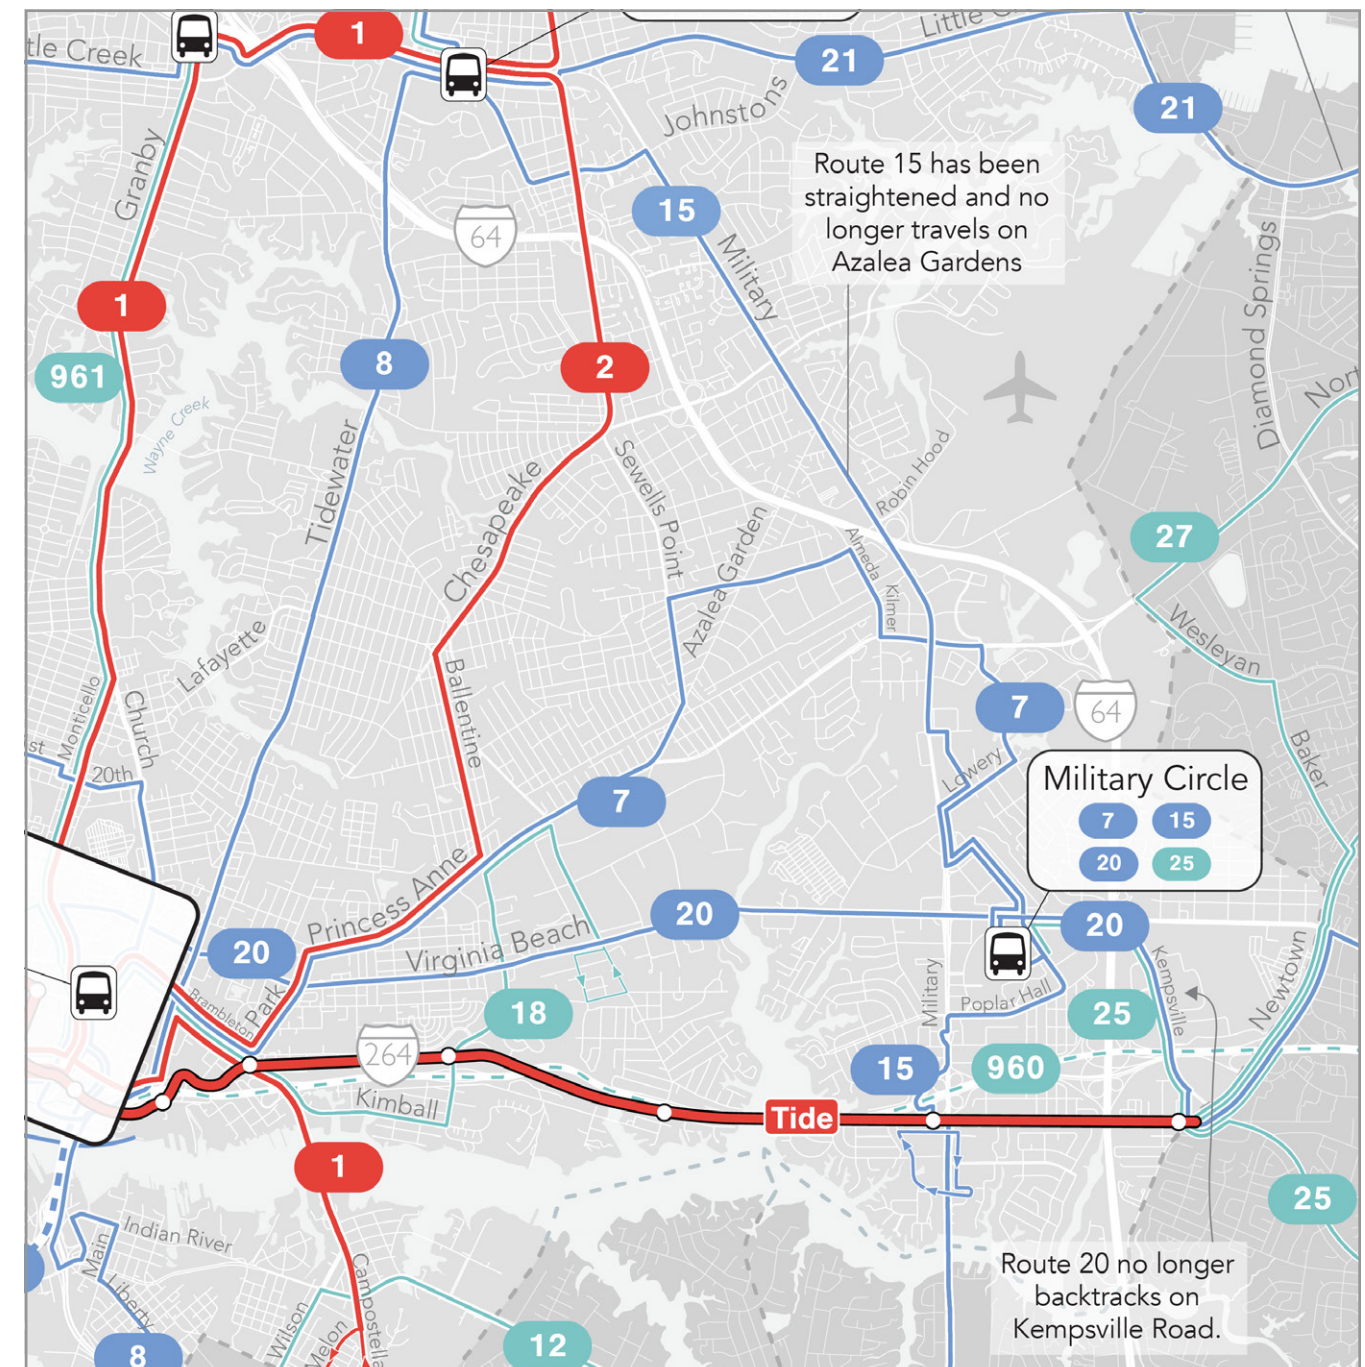 1
21
Little C
tle Creek
Johnstons
21
Granby
Route 15 has been
straightened and no
longer travels on
Azalea Gardens
15
64
Military
Diamond Springs
1
8
2
961
Nort
Wayne Creek
Tidewater
Chesapeake
Sewells Point
Robin Hood
Azalea Garden
27
Almeda
Kilmer
Lafayette
Wesleyan
Ballentine
Monticello
Church
7
64
st
20th
Baker
Lowery
Military Circle
7 15
20 25
7
Princess Anne
20
20
20
Virginia Beach
Kempsville
Newtown
Military
Poplar Hall
Brambleton
Park
18
25
264
15
960
Kimball
Tide
1
25
Indian River
Main
Liberty
Campostella
Wilson
Melon
Route 20 no longer
backtracks on
Kempsville Road.
12
8